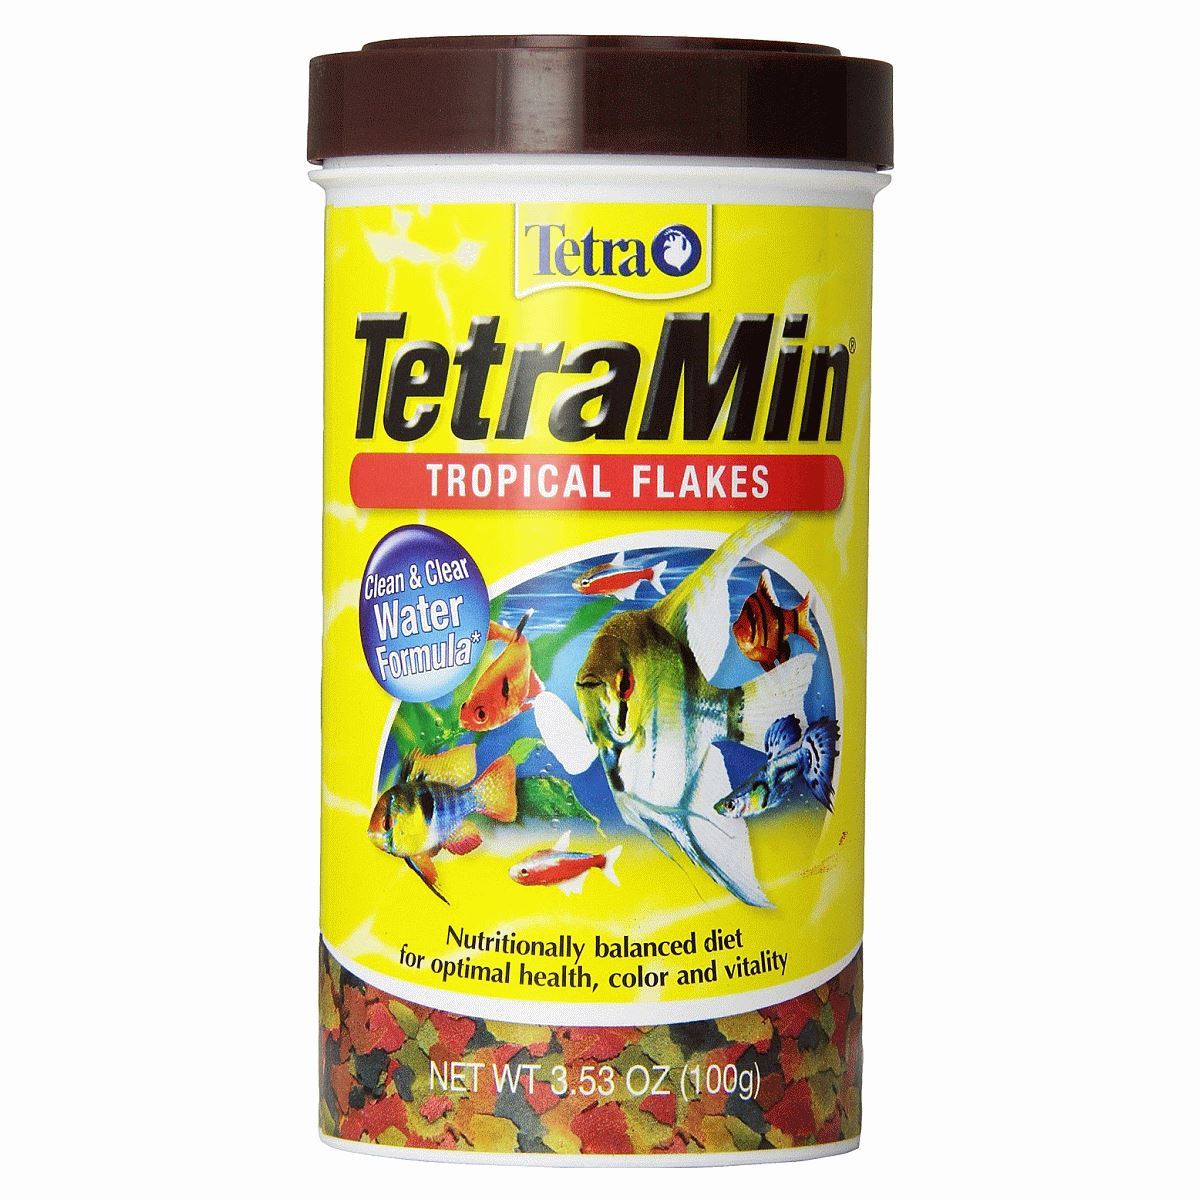 Tetra
TetraMin®
TROPICAL FLAKES
Clean & Clear
Water
Formula*
Nutritionally balanced diet
for optimal health, color and vitality
NET WT 3.53 OZ (100g)